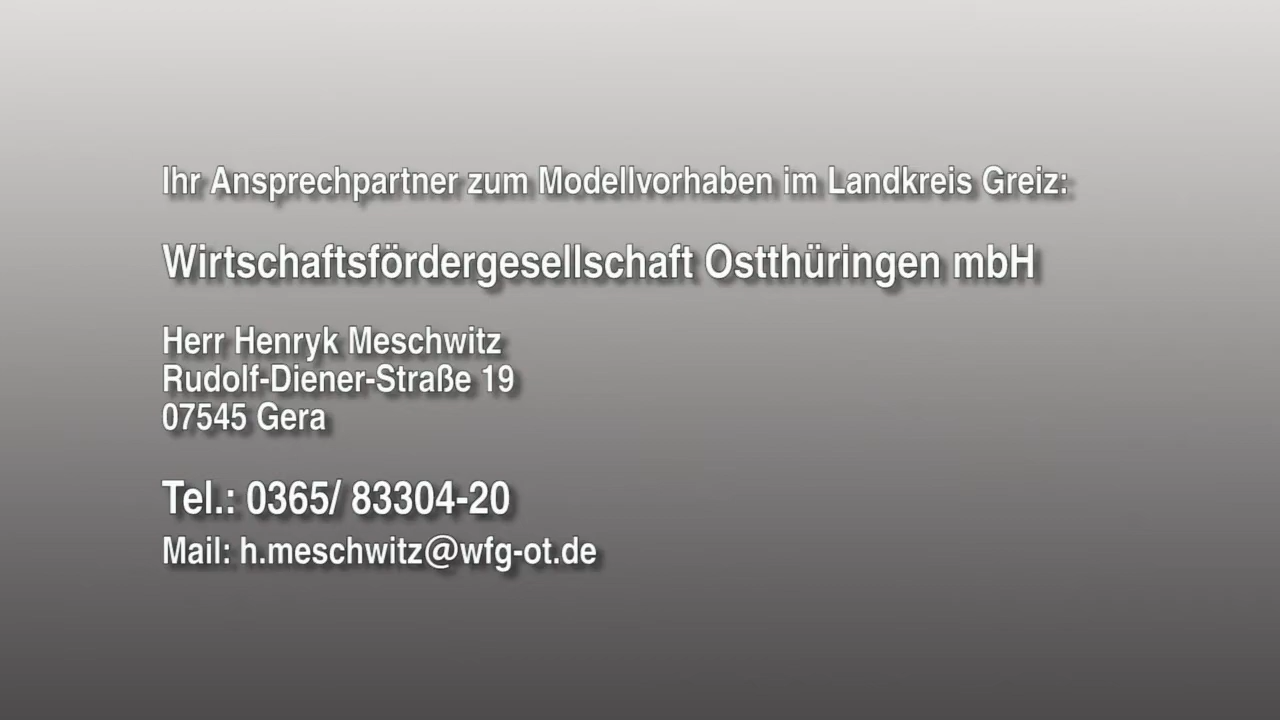 Ihr Ansprechpartner zum Modellvorhaben im Landkreis Greiz:
Wirtschaftsfördergesellschaft Ostthüringen mbH
Herr Henryk Meschwitz
Rudolf-Diener-Straße 19
07545 Gera
Tel.: 0365/ 83304-20
Mail: h.meschwitz@wfg-ot.de